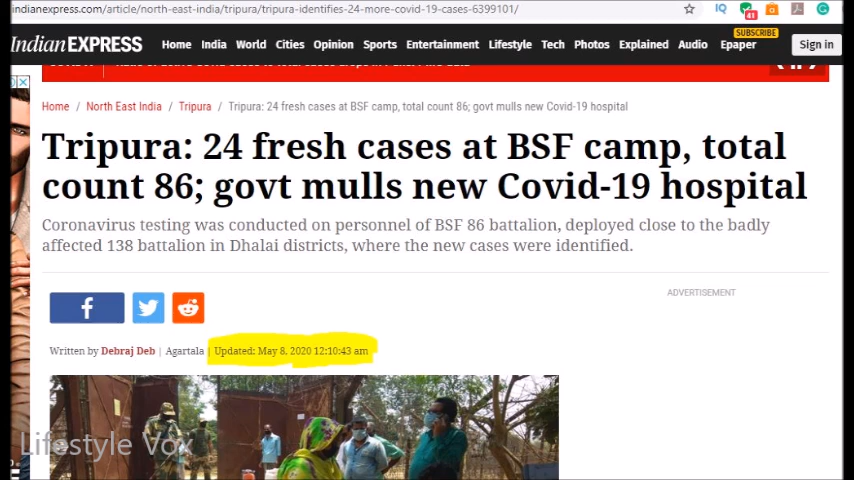 indianexpress.com/article/north-east-india/tripura/tripura-identifies-24-more-covid-19-cases-6399101/
IQ
41
Indian EXPRESS
Home India World Cities Opinion Sports Entertainment Lifestyle Tech Photos Explained Audio Epaper
SUBSCRIBE
Sign in
Home / North East India / Tripura / Tripura: 24 fresh cases at BSF camp, total count 86; govt mulls new Covid-19 hospital
Tripura: 24 fresh cases at BSF camp, total
count 86; govt mulls new Covid-19 hospital
Coronavirus testing was conducted on personnel of BSF 86 battalion, deployed close to the badly
affected 138 battalion in Dhalai districts, where the new cases were identified.
ADVERTISEMENT
Written by Debraj Deb | Agartala | Updated: May 8, 2020 12:10:43 am
Lifestyle Vox